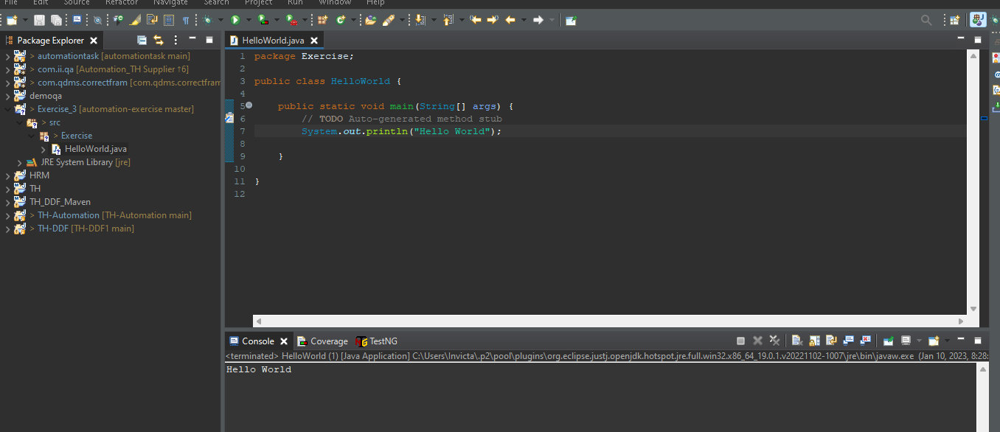 File Edit Source Refactor Navigate Search Project Run Window Help
Package Explorer
> automationtask [automationtask main]
> com.ii.qa [Automation_TH Supplier ↑6]
> com.qdms.correctfram [com.qdms.correctfram
demoqa
> Exercise_3 [automation-exercise master]
> src
> Exercise
HelloWorld.java
JRE System Library [jre]
HRM
TH
TH_DDF_Maven
> TH-Automation [TH-Automation main]
> TH-DDF [TH-DDF1 main]
HelloWorld.java
1 package Exercise;
2
3 public class HelloWorld {
4
5 public static void main(String[] args) {
6 // TODO Auto-generated method stub
7 System.out.println("Hello World");
8
9 }
10
11 }
12
Console Coverage TestNG
<terminated> HelloWorld (1) [Java Application] C:\Users\Invicta\.p2\pool\plugins\org.eclipse.justj.openjdk.hotspot.jre.full.win32.x86_64_19.0.1.v20221102-1007\jre\bin\javaw.exe (Jan 10, 2023, 8:28:
Hello World